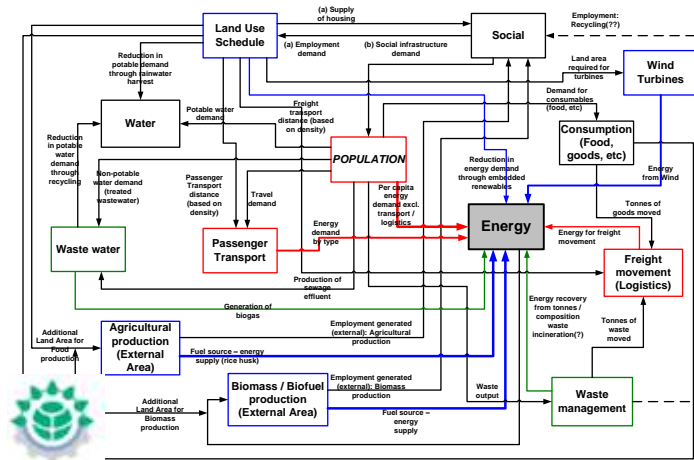 (a) Supply
of housing
Employment:
Recycling(??)
Land Use
Schedule
Social
(a) Employment
demand
(b) Social infrastructure
demand
Land area
required for
turbines
Wind
Turbines
Reduction in
potable demand
through rainwater
harvest
Water
Potable water
demand
Freight
transport
distance (based
on density)
Demand for
consumables
(food, etc)
Consumption
(Food,
goods, etc)
Reduction
in potable
water
demand
through
recycling
Non-potable
water demand
(treated
wastewater)
POPULATION
Passenger
Transport
distance
(based on
density)
Travel
demand
Per capita
energy
demand excl.
transport /
logistics
Reduction in
energy demand
through embedded
renewables
Energy
from Wind
Tonnes
of goods
moved
Energy
Waste water
Energy
demand
by type
Passenger
Transport
Energy for freight
movement
Freight
movement
(Logistics)
Production of
sewage
effluent
Generation of
biogas
Energy recovery
from tonnes /
composition
waste
incineration(?)
Tonnes of
waste
moved
Additional
Land Area for
Food
production
Agricultural
production
(External
Area)
Employment generated
(external): Agricultural
production
Fuel source – energy
supply (rice husk)
Biomass / Biofuel
production
(External Area)
Employment generated
(external): Biomass
production
Waste
output
Waste
management
Additional
Land Area for
Biomass
production
Fuel source –
energy
supply